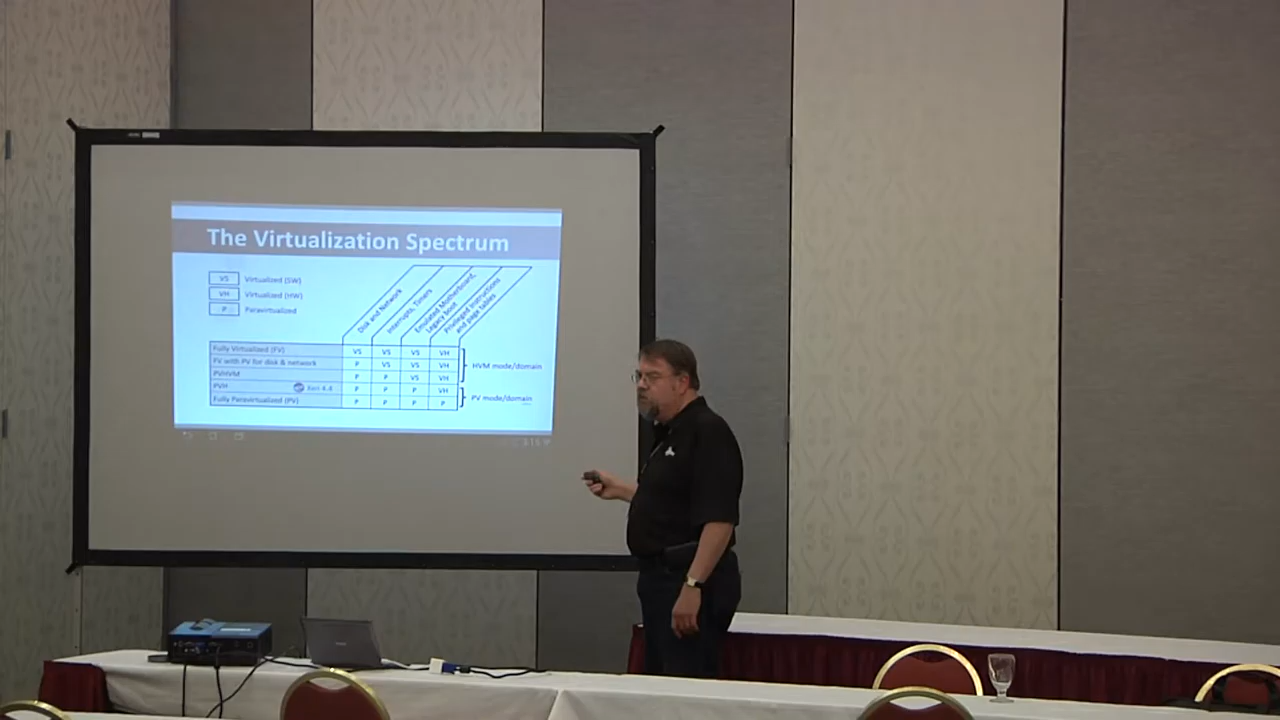 The Virtualization Spectrum
VS Virtualized (SW)
VH Virtualized (HW)
P Paravirtualized
Disk and Network
Interrupts, Timers
Emulated Motherboard,
Legacy boot
Privileged Instructions
and page tables
Fully Virtualized (FV) VS VS VS VH
FV with PV for disk & network P VS VS VH
PVHVM P P VS VH
HVM mode/domain
PVH Xen 4.4 P P P VH
Fully Paravirtualized (PV) P P P P
PV mode/domain